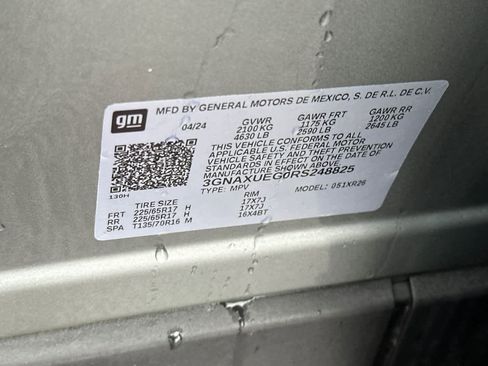 gm
MFD BY GENERAL MOTORS DE MEXICO, S. DE R.L. DE C.V.
04/24 GVWR GAWR FRT GAWR RR
2100 KG 1175 KG 1200 KG
4630 LB 2590 LB 2645 LB
THIS VEHICLE CONFORMS TO ALL
APPLICABLE U.S. FEDERAL MOTOR
VEHICLE SAFETY AND THEFT PREVENTION
STANDARDS IN EFFECT ON THE DATE OF
MANUFACTURE SHOWN ABOVE.
3GNAXUEG0RS248825
TYPE: MPV MODEL: 051XR26
130H
TIRE SIZE RIM
FRT 225/65R17 H 17X7J
RR 225/65R17 H 17X7J
SPA T135/70R16 M 16X4BT